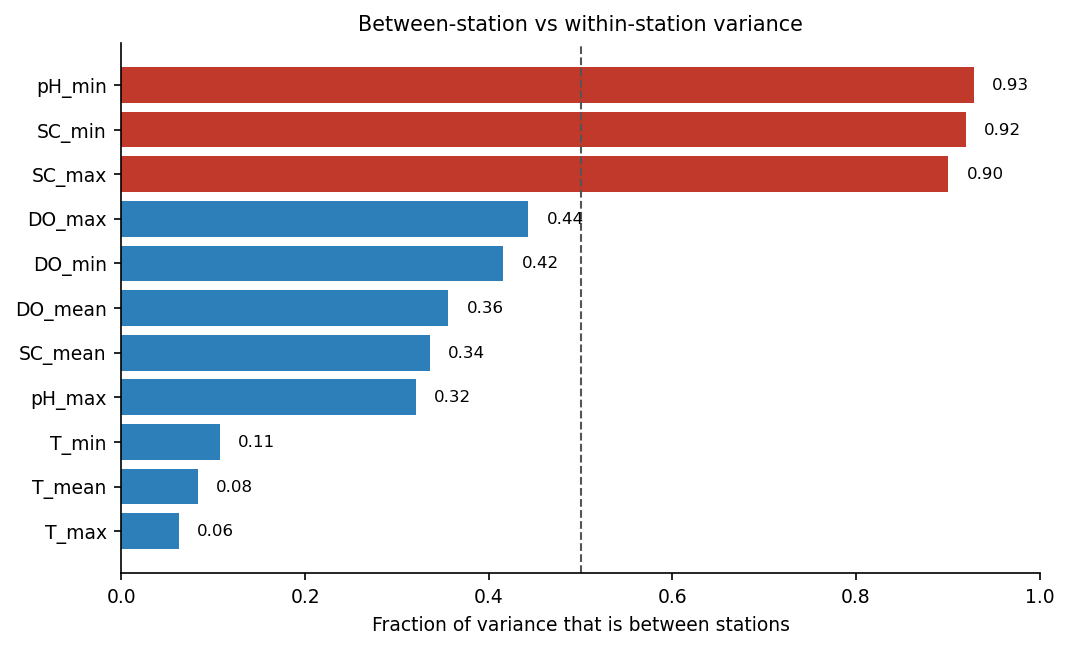 Between-station vs within-station variance
pH_min 0.93
SC_min 0.92
SC_max 0.90
DO_max 0.44
DO_min 0.42
DO_mean 0.36
SC_mean 0.34
pH_max 0.32
T_min 0.11
T_mean 0.08
T_max 0.06
0.0 0.2 0.4 0.6 0.8 1.0
Fraction of variance that is between stations